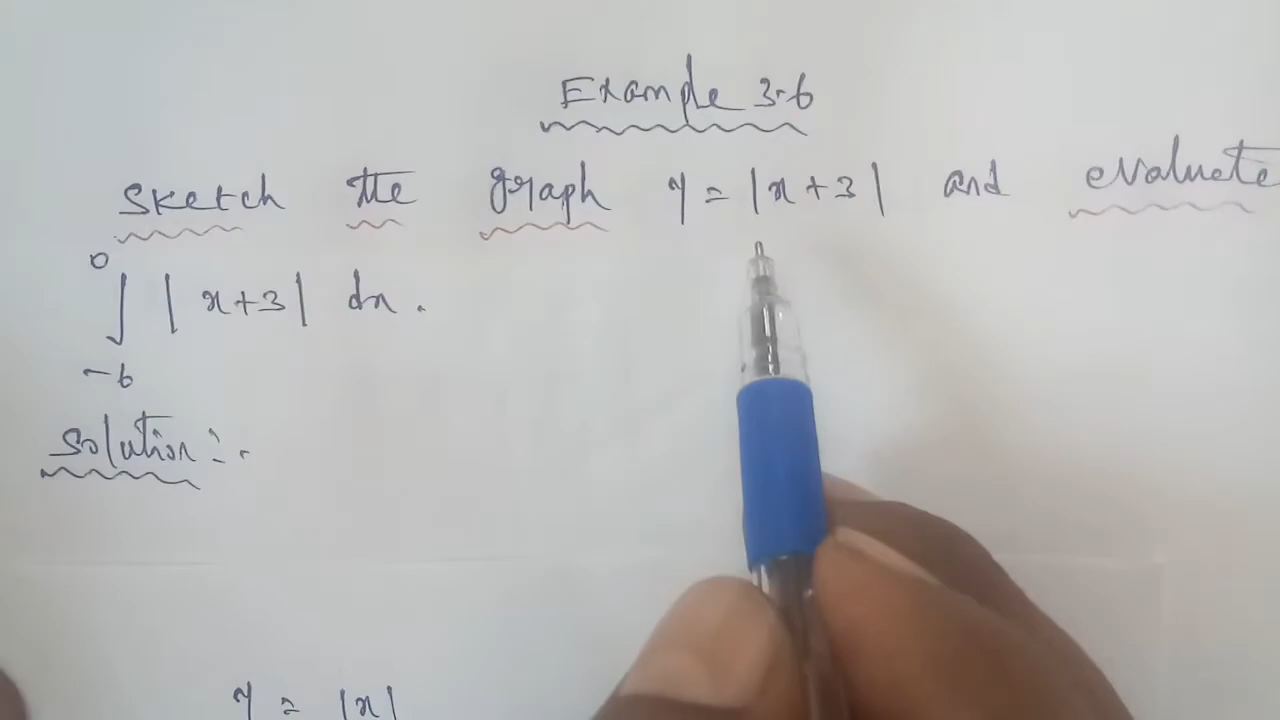 Example 3.6
Sketch the graph y = |x+3| and evaluate
0
∫ |x+3| dx.
-6
Solution:-
y = |x|